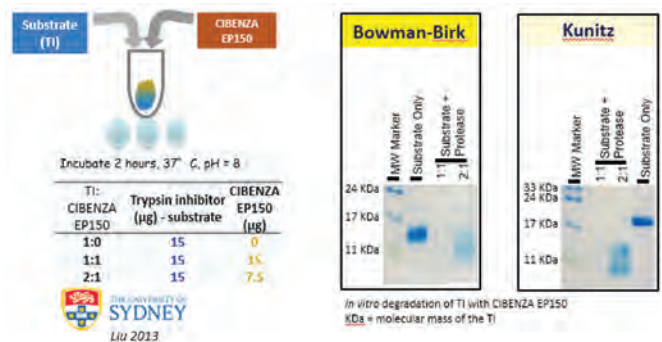 Substrate
(TI)
CIBENZA
EP150
Incubate 2 hours, 37° C, pH = 8
TI:
CIBENZA
EP150
Trypsin inhibitor
(µg) - substrate
CIBENZA
EP150
(µg)
1:0 15 0
1:1 15 15
2:1 15 7.5
THE UNIVERSITY OF
SYDNEY
Liu 2013
Bowman-Birk
MW Marker
Substrate Only
1:1
2:1
Substrate +
Protease
24 KDa
17 KDa
11 KDa
Kunitz
MW Marker
1:1
2:1
Substrate +
Protease
Substrate Only
33 KDa
24 KDa
17 KDa
11 KDa
In vitro degradation of TI with CIBENZA EP150
KDa = molecular mass of the TI